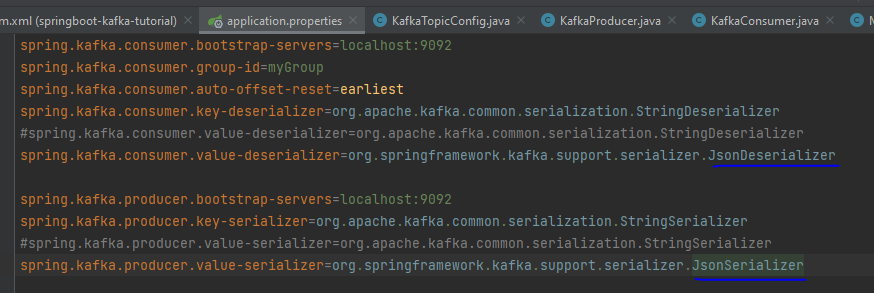 m.xml (springboot-kafka-tutorial) × application.properties × KafkaTopicConfig.java × KafkaProducer.java × KafkaConsumer.java ×
spring.kafka.consumer.bootstrap-servers=localhost:9092
spring.kafka.consumer.group-id=myGroup
spring.kafka.consumer.auto-offset-reset=earliest
spring.kafka.consumer.key-deserializer=org.apache.kafka.common.serialization.StringDeserializer
#spring.kafka.consumer.value-deserializer=org.apache.kafka.common.serialization.StringDeserializer
spring.kafka.consumer.value-deserializer=org.springframework.kafka.support.serializer.JsonDeserializer
spring.kafka.producer.bootstrap-servers=localhost:9092
spring.kafka.producer.key-serializer=org.apache.kafka.common.serialization.StringSerializer
#spring.kafka.producer.value-serializer=org.apache.kafka.common.serialization.StringSerializer
spring.kafka.producer.value-serializer=org.springframework.kafka.support.serializer.JsonSerializer